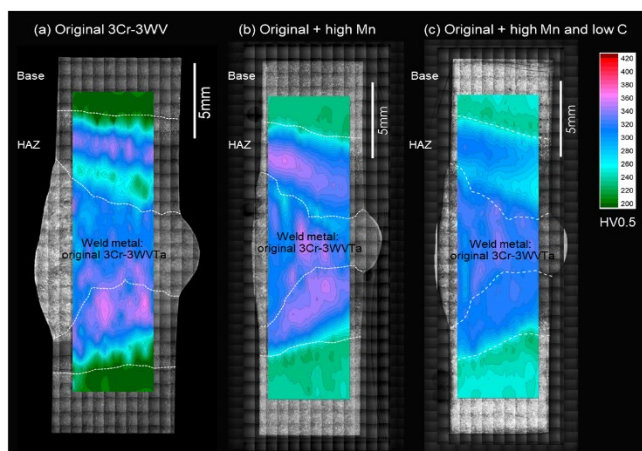 (a) Original 3Cr-3WV
(b) Original + high Mn
(c) Original + high Mn and low C
Base
HAZ
5mm
Weld metal:
original 3Cr-3WVTa
Base
HAZ
5mm
Weld metal:
original 3Cr-3WVTa
Base
HAZ
5mm
Weld metal:
original 3Cr-3WVTa
420
400
380
360
340
320
300
280
260
240
220
200
HV0.5